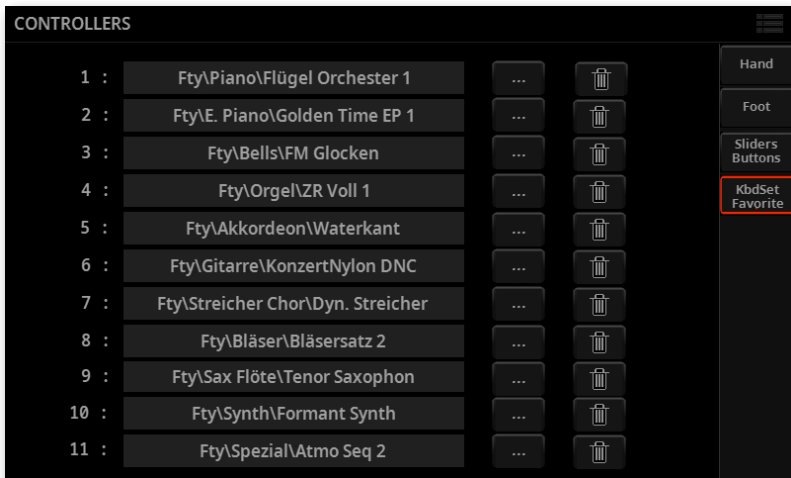 CONTROLLERS
1 : Fty\Piano\Flügel Orchester 1 ...
2 : Fty\E. Piano\Golden Time EP 1 ...
3 : Fty\Bells\FM Glocken ...
4 : Fty\Orgel\ZR Voll 1 ...
5 : Fty\Akkordeon\Waterkant ...
6 : Fty\Gitarre\KonzertNylon DNC ...
7 : Fty\Streicher Chor\Dyn. Streicher ...
8 : Fty\Bläser\Bläsersatz 2 ...
9 : Fty\Sax Flöte\Tenor Saxophon ...
10 : Fty\Synth\Formant Synth ...
11 : Fty\Spezial\Atmo Seq 2 ...
Hand
Foot
Sliders
Buttons
KbdSet
Favorite